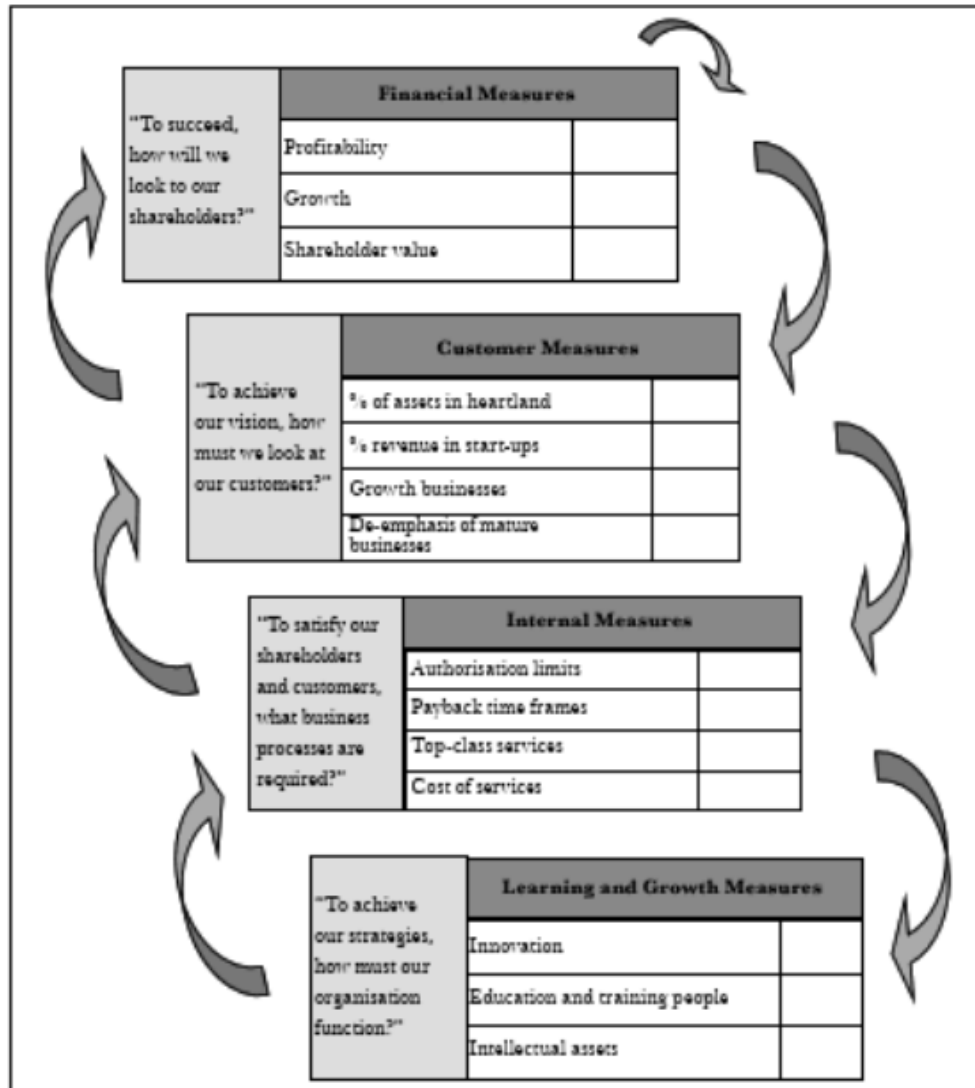 Financial Measures
"To succeed,
how will we
look to our
shareholders?"
Profitability
Growth
Shareholder value
Customer Measures
"To achieve
our vision, how
must we look at
our customers?"
% of assets in heartland
% revenue in start-ups
Growth businesses
De-emphasis of mature
businesses
Internal Measures
"To satisfy our
shareholders
and customers,
what business
processes are
required?"
Authorisation limits
Payback time frames
Top-class services
Cost of services
Learning and Growth Measures
"To achieve
our strategies,
how must our
organisation
function?"
Innovation
Education and training people
Intellectual assets